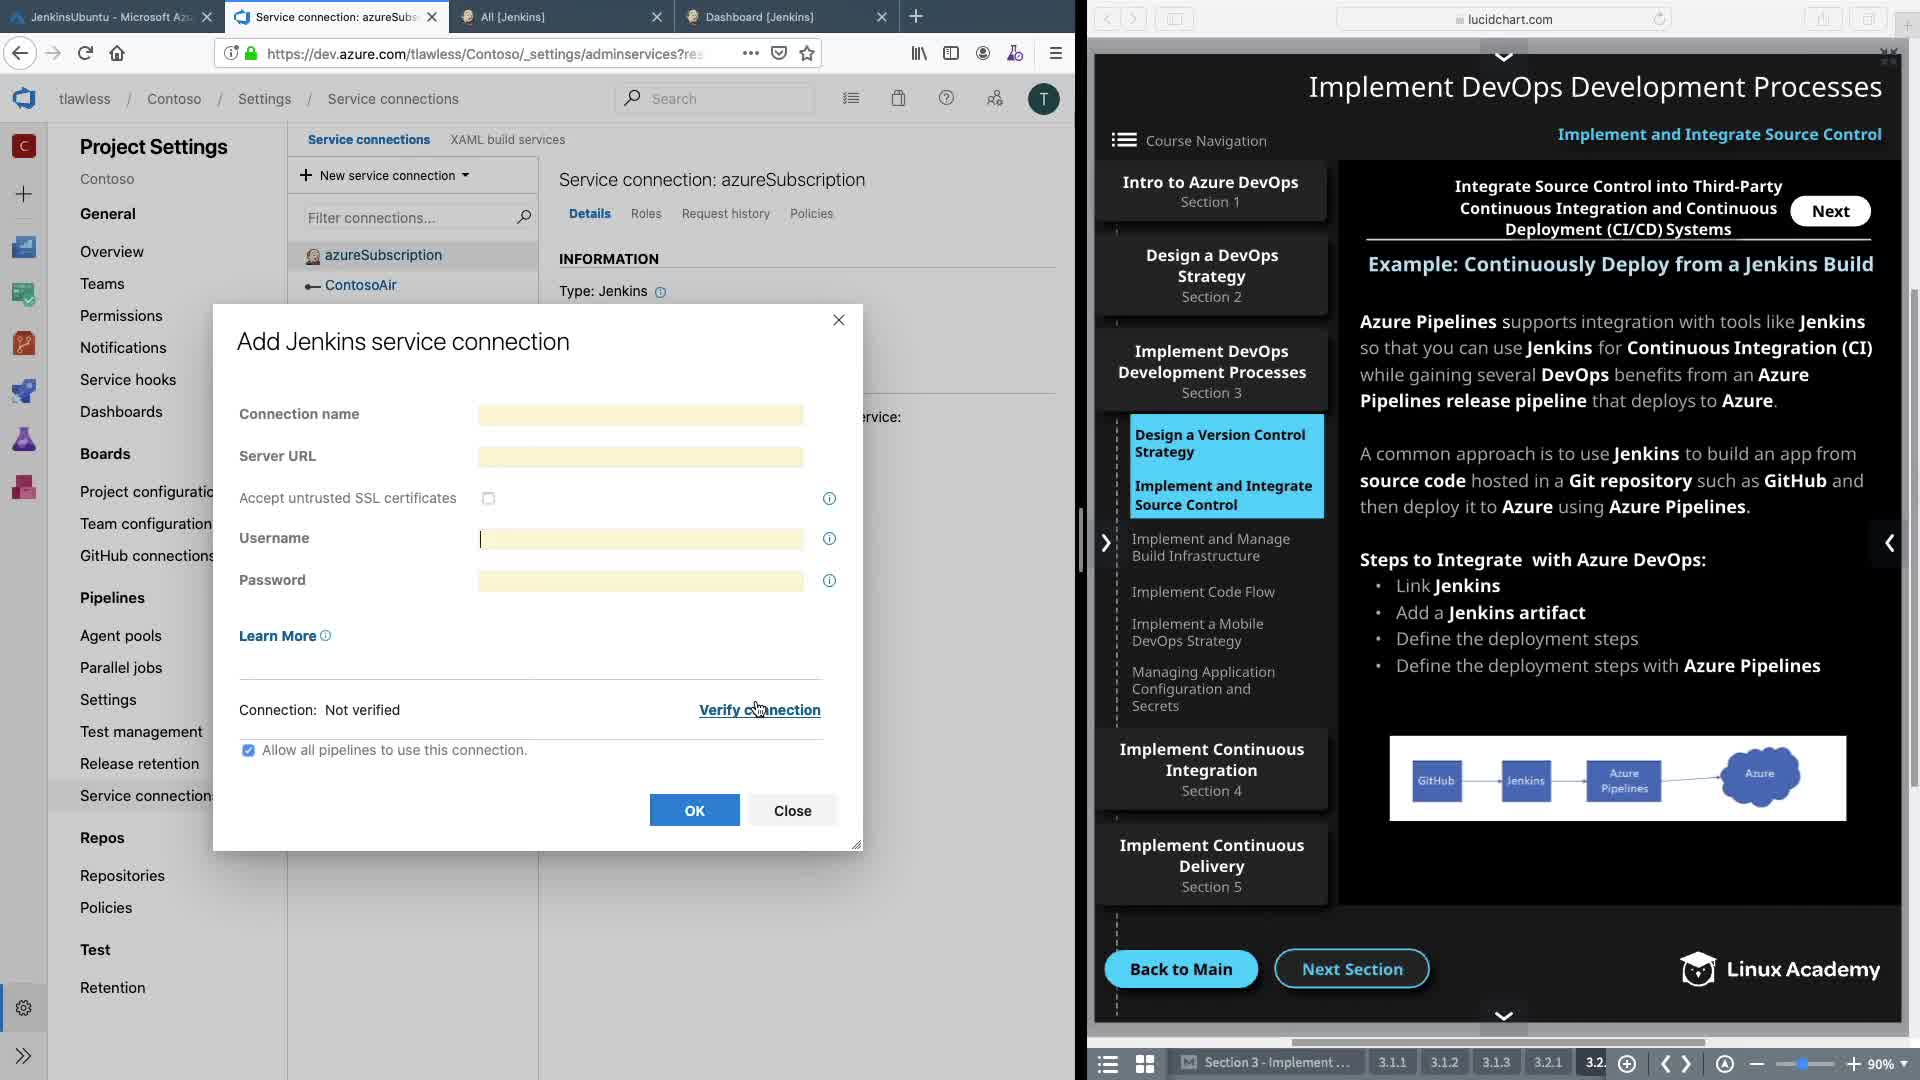 JenkinsUbuntu - Microsoft Azu
Service connection: azureSubs
All [Jenkins]
Dashboard [Jenkins]
https://dev.azure.com/tlawless/Contoso/_settings/adminservices?res
tlawless / Contoso / Settings / Service connections
Search
T
C
Project Settings
Contoso
General
Overview
Teams
Permissions
Notifications
Service hooks
Dashboards
Boards
Project configuratio
Team configuration
GitHub connections
Pipelines
Agent pools
Parallel jobs
Settings
Test management
Release retention
Service connections
Repos
Repositories
Policies
Test
Retention
Service connections
XAML build services
New service connection
Filter connections...
azureSubscription
ContosoAir
Service connection: azureSubscription
Details
Roles
Request history
Policies
INFORMATION
Type: Jenkins
ervice:
Add Jenkins service connection
Connection name
Server URL
Accept untrusted SSL certificates
Username
Password
Learn More
Connection: Not verified
Verify connection
Allow all pipelines to use this connection.
OK
Close
lucidchart.com
Implement DevOps Development Processes
Course Navigation
Implement and Integrate Source Control
Intro to Azure DevOps
Section 1
Design a DevOps
Strategy
Section 2
Implement DevOps
Development Processes
Section 3
Design a Version Control
Strategy
Implement and Integrate
Source Control
Implement and Manage
Build Infrastructure
Implement Code Flow
Implement a Mobile
DevOps Strategy
Managing Application
Configuration and
Secrets
Implement Continuous
Integration
Section 4
Implement Continuous
Delivery
Section 5
Integrate Source Control into Third-Party
Continuous Integration and Continuous
Deployment (CI/CD) Systems
Next
Example: Continuously Deploy from a Jenkins Build
Azure Pipelines supports integration with tools like Jenkins
so that you can use Jenkins for Continuous Integration (CI)
while gaining several DevOps benefits from an Azure
Pipelines release pipeline that deploys to Azure.
A common approach is to use Jenkins to build an app from
source code hosted in a Git repository such as GitHub and
then deploy it to Azure using Azure Pipelines.
Steps to Integrate with Azure DevOps:
• Link Jenkins
• Add a Jenkins artifact
• Define the deployment steps
• Define the deployment steps with Azure Pipelines
GitHub
Jenkins
Azure
Pipelines
Azure
Back to Main
Next Section
Linux Academy
Section 3 - Implement ...
3.1.1
3.1.2
3.1.3
3.2.1
3.2.
90%